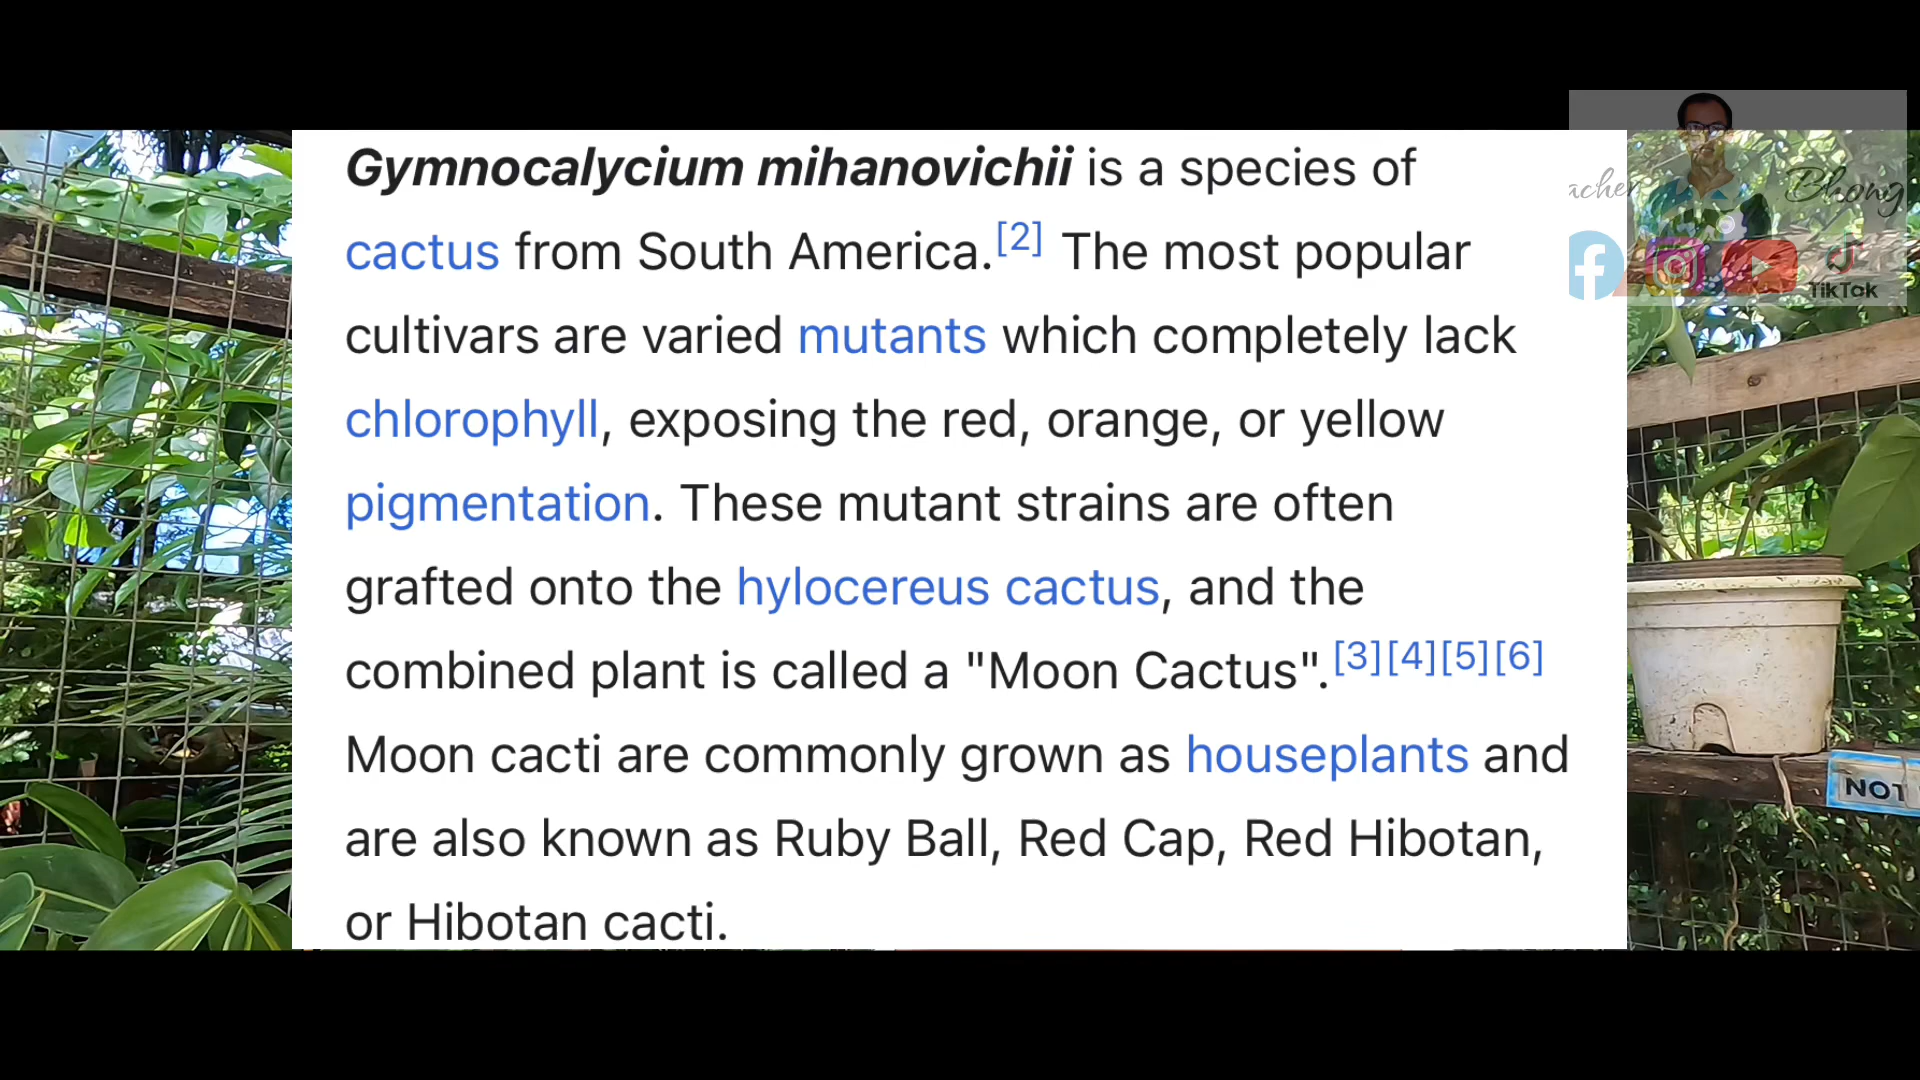 Gymnocalycium mihanovichii is a species of
cactus from South America.[2] The most popular
cultivars are varied mutants which completely lack
chlorophyll, exposing the red, orange, or yellow
pigmentation. These mutant strains are often
grafted onto the hylocereus cactus, and the
combined plant is called a "Moon Cactus".[3][4][5][6]
Moon cacti are commonly grown as houseplants and
are also known as Ruby Ball, Red Cap, Red Hibotan,
or Hibotan cacti.
acher Bhong
TikTok
NOT